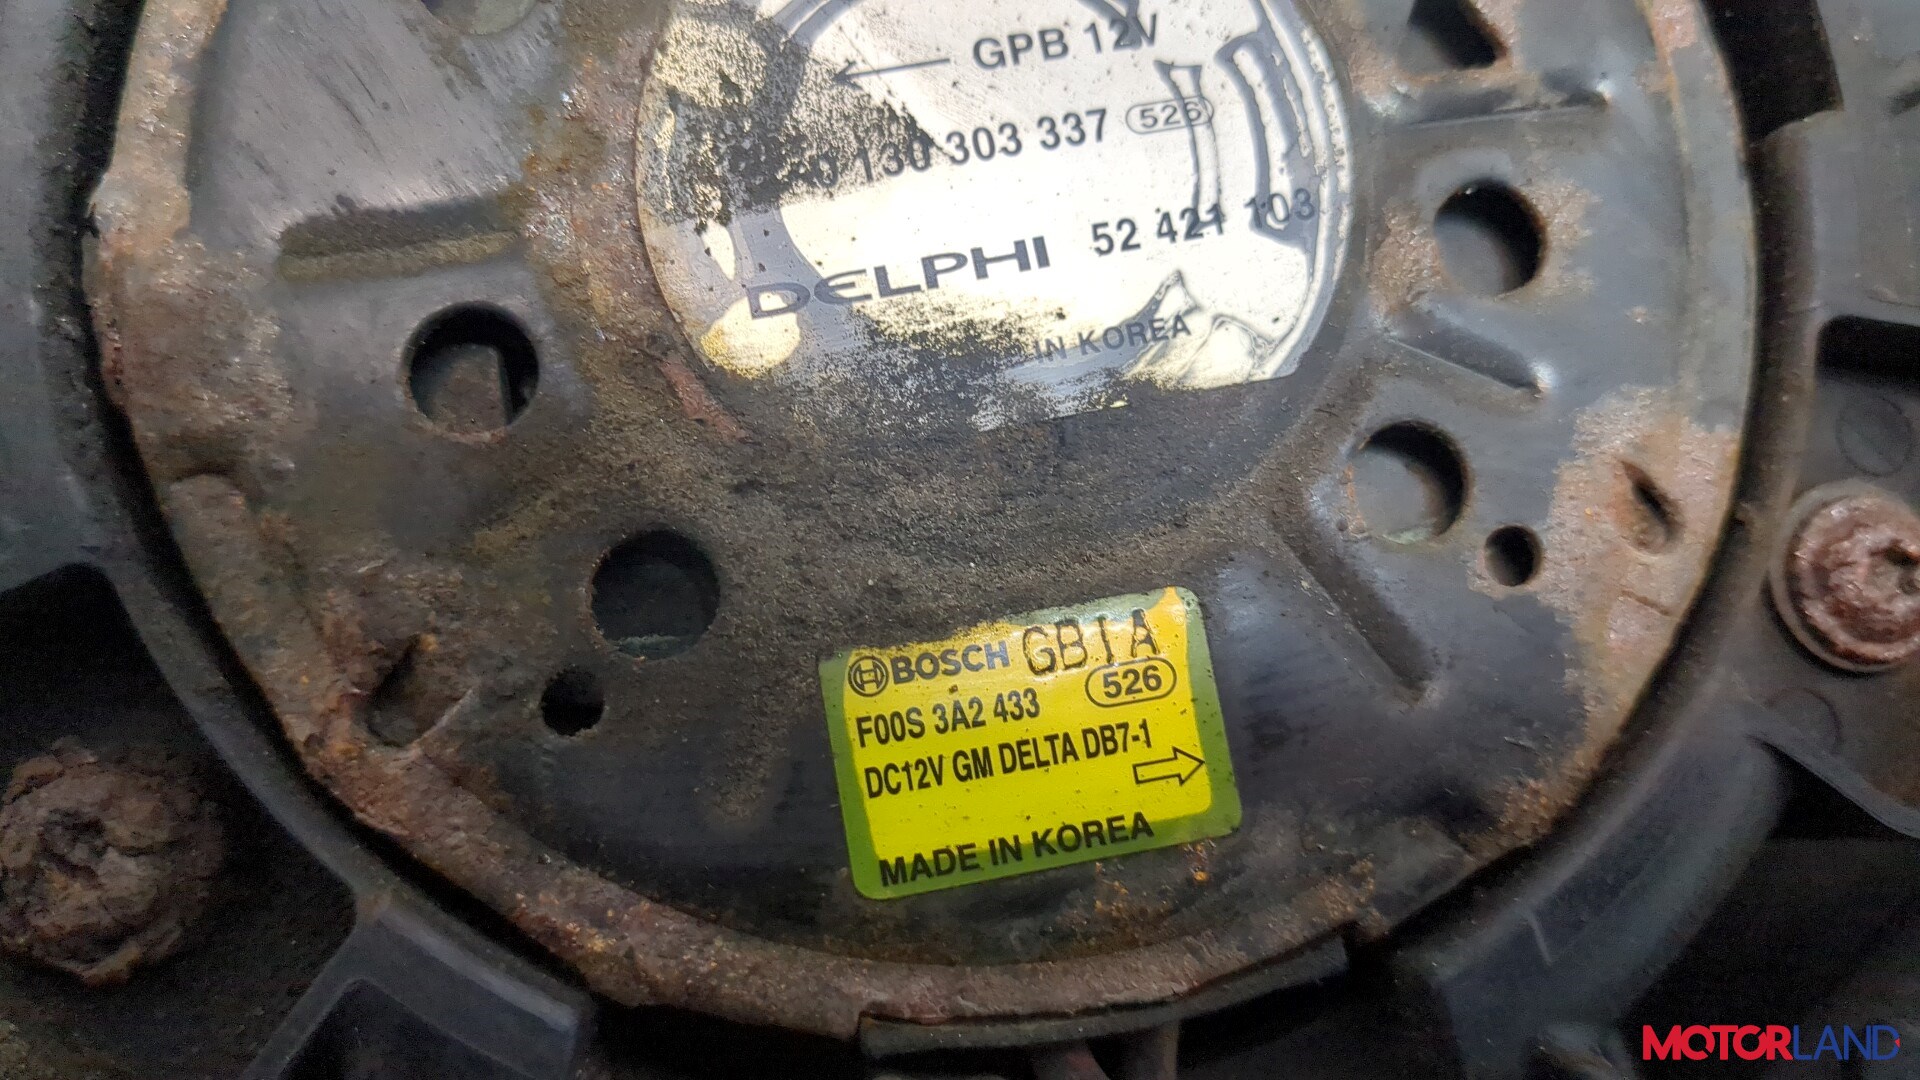 GPB 12V
0 130 303 337 526
DELPHI 52 421 103
IN KOREA
BOSCH GB1A
F00S 3A2 433 526
DC12V GM DELTA DB7-1
MADE IN KOREA
MOTORLAND